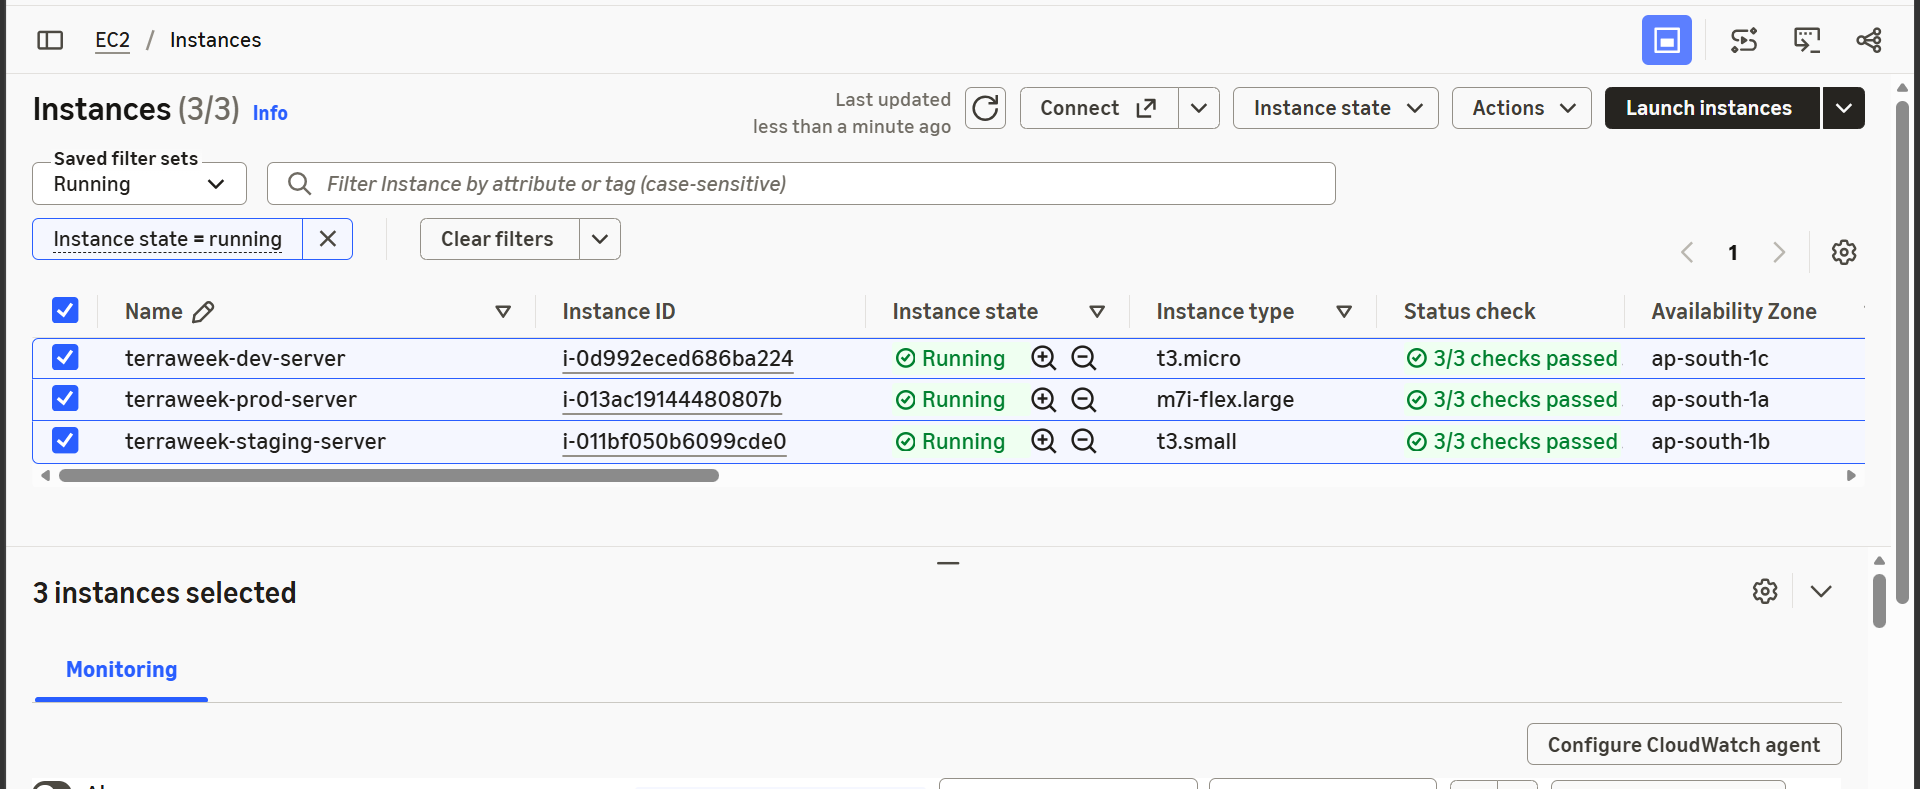 EC2 / Instances
Instances (3/3) Info
Last updated
less than a minute ago
Connect
Instance state
Actions
Launch instances
Saved filter sets
Running
Filter Instance by attribute or tag (case-sensitive)
Instance state = running
Clear filters
1
Name Instance ID Instance state Instance type Status check Availability Zone
terraweek-dev-server i-0d992eced686ba224 Running t3.micro 3/3 checks passed ap-south-1c
terraweek-prod-server i-013ac19144480807b Running m7i-flex.large 3/3 checks passed ap-south-1a
terraweek-staging-server i-011bf050b6099cde0 Running t3.small 3/3 checks passed ap-south-1b
3 instances selected
Monitoring
Configure CloudWatch agent